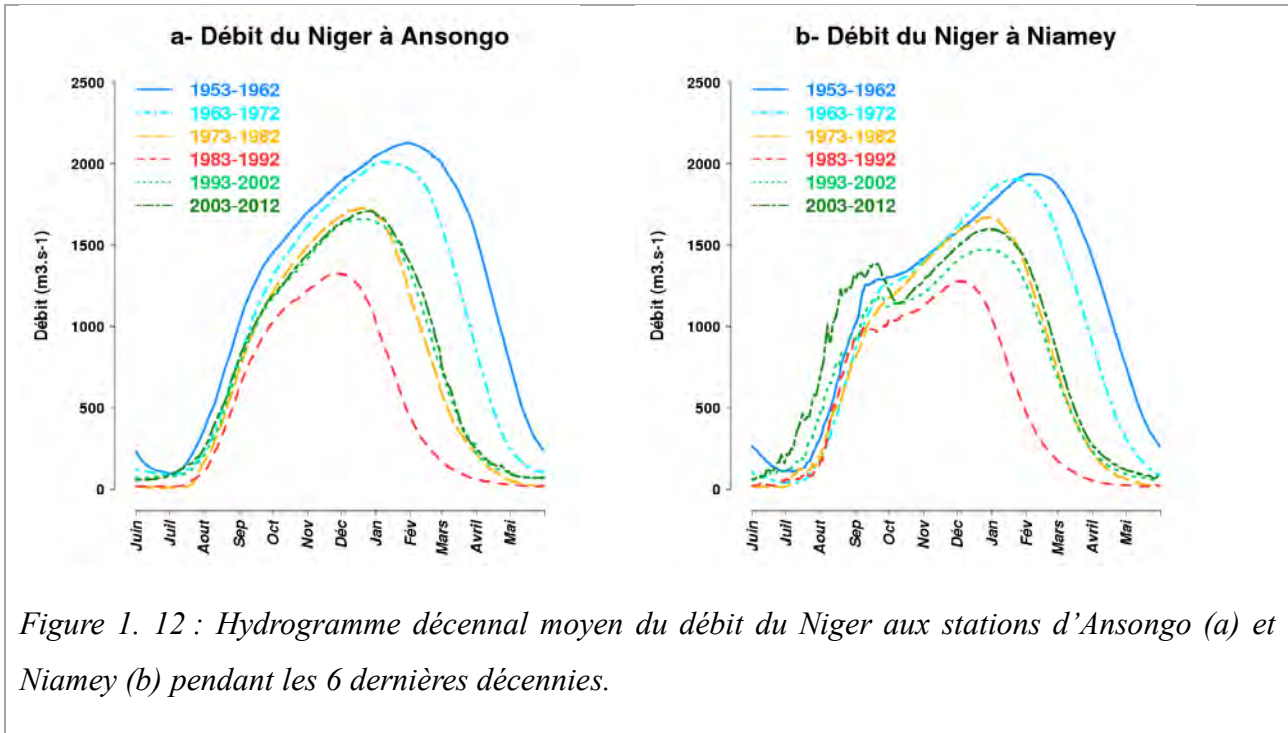 a- Débit du Niger à Ansongo
2500
2000
1500
1000
500
0
Débit (m3.s-1)
1953-1962
1963-1972
1973-1982
1983-1992
1993-2002
2003-2012
Juin
Juill
Aout
Sep
Oct
Nov
Déc
Jan
Fév
Mars
Avril
Mai
b- Débit du Niger à Niamey
2500
2000
1500
1000
500
0
Débit (m3.s-1)
1953-1962
1963-1972
1973-1982
1983-1992
1993-2002
2003-2012
Juin
Juill
Aout
Sep
Oct
Nov
Déc
Jan
Fév
Mars
Avril
Mai
Figure 1. 12 : Hydrogramme décennal moyen du débit du Niger aux stations d’Ansongo (a) et
Niamey (b) pendant les 6 dernières décennies.